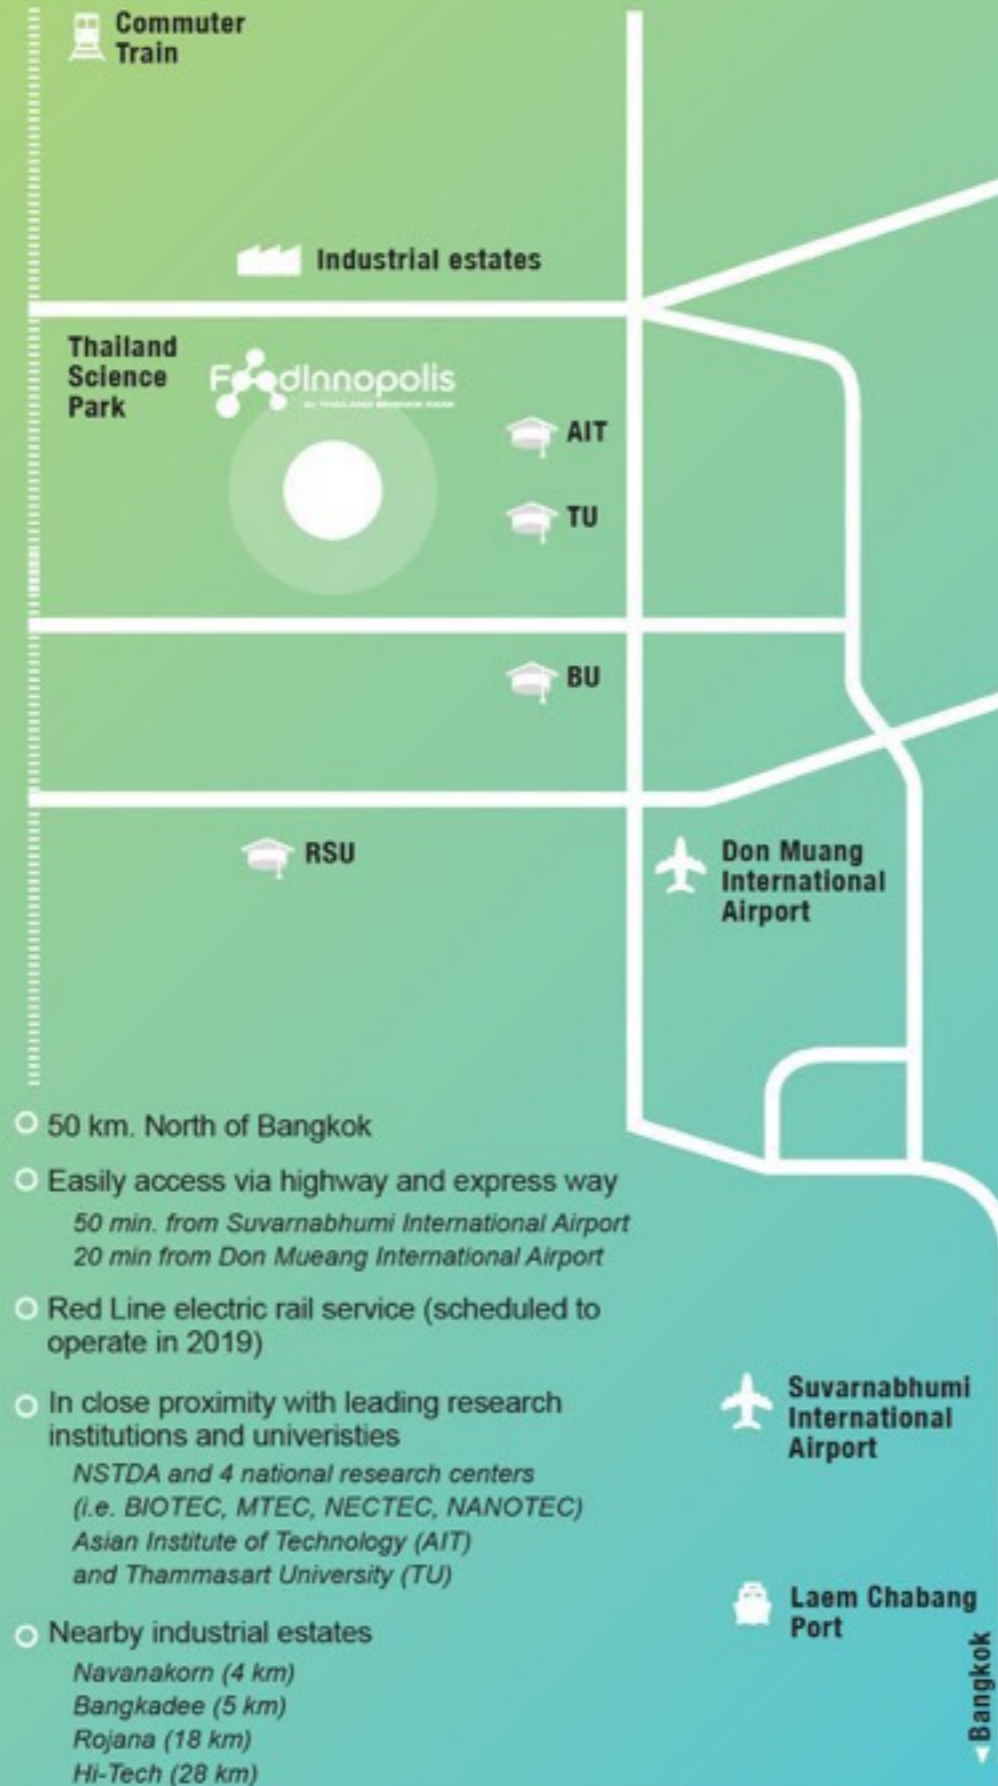 Commuter
Train
Industrial estates
Thailand
Science
Park
FoodInnopolis
At THAILAND SCIENCE PARK
AIT
TU
BU
RSU
Don Muang
International
Airport
50 km. North of Bangkok
Easily access via highway and express way
50 min. from Suvarnabhumi International Airport
20 min from Don Mueang International Airport
Red Line electric rail service (scheduled to
operate in 2019)
In close proximity with leading research
institutions and univeristies
NSTDA and 4 national research centers
(i.e. BIOTEC, MTEC, NECTEC, NANOTEC)
Asian Institute of Technology (AIT)
and Thammasart University (TU)
Nearby industrial estates
Navanakorn (4 km)
Bangkadee (5 km)
Rojana (18 km)
Hi-Tech (28 km)
Suvarnabhumi
International
Airport
Laem Chabang
Port
Bangkok